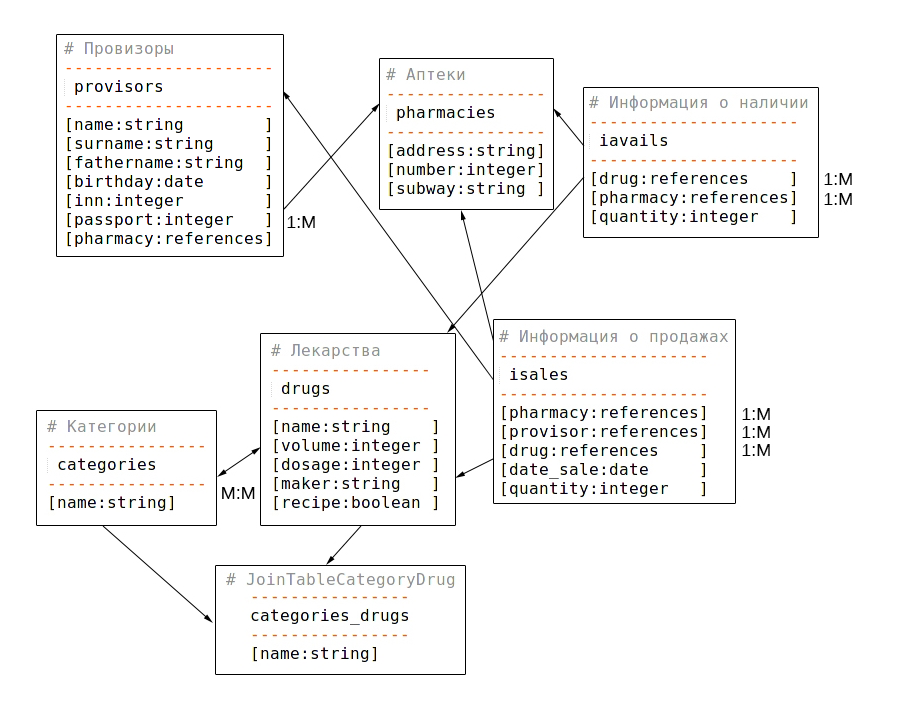 # Провизоры
---------------------
provisors
---------------------
[name:string        ]
[surname:string     ]
[fathername:string  ]
[birthday:date      ]
[inn:integer        ]
[passport:integer   ]
[pharmacy:references]
1:M
# Аптеки
----------------
pharmacies
----------------
[address:string]
[number:integer]
[subway:string ]
# Информация о наличии
---------------------
iavails
---------------------
[drug:references    ]
1:M
[pharmacy:references]
1:M
[quantity:integer   ]
# Лекарства
----------------
drugs
----------------
[name:string    ]
[volume:integer ]
[dosage:integer ]
[maker:string   ]
[recipe:boolean ]
# Информация о продажах
---------------------
isales
---------------------
[pharmacy:references]
1:M
[provisor:references]
1:M
[drug:references    ]
1:M
[date_sale:date     ]
[quantity:integer   ]
# Категории
----------------
categories
----------------
[name:string]
M:M
# JoinTableCategoryDrug
----------------
categories_drugs
----------------
[name:string]